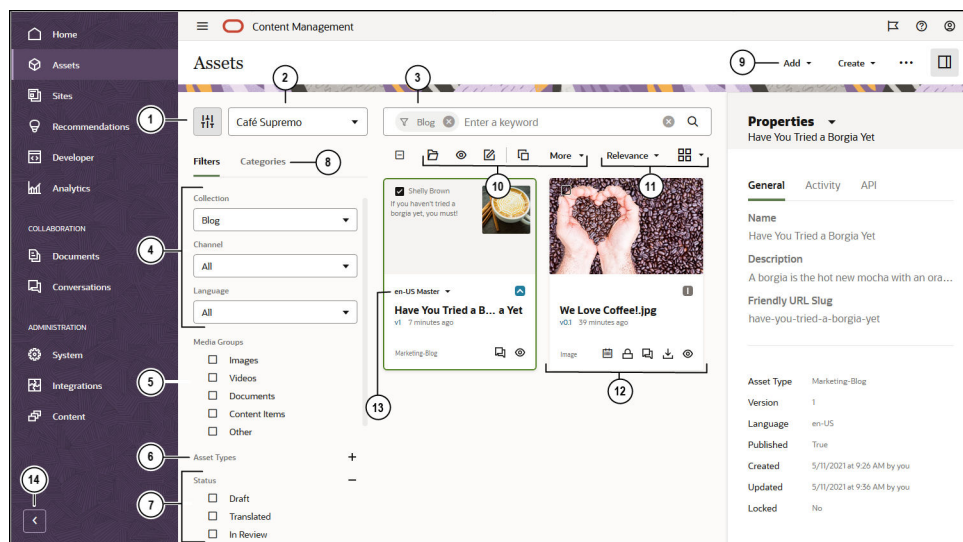 Home
Assets
Sites
Recommendations
Developer
Analytics
COLLABORATION
Documents
Conversations
ADMINISTRATION
System
Integrations
Content
14
Content Management
Assets
9
Add
Create
1
2
Café Supremo
3
Blog
Enter a keyword
Filters
Categories
8
More
10
Relevance
11
4
Collection
Blog
Channel
All
Language
All
5
Media Groups
Images
Videos
Documents
Content Items
Other
6
Asset Types
7
Status
Draft
Translated
In Review
Shelly Brown
If you haven't tried a
borgia yet, you must!
en-US Master
Have You Tried a B... a Yet
v1 7 minutes ago
Marketing-Blog
13
We Love Coffee!.jpg
v0.1 39 minutes ago
Image
12
Properties
Have You Tried a Borgia Yet
General
Activity
API
Name
Have You Tried a Borgia Yet
Description
A borgia is the hot new mocha with an ora...
Friendly URL Slug
have-you-tried-a-borgia-yet
Asset Type Marketing-Blog
Version 1
Language en-US
Published True
Created 5/11/2021 at 9:26 AM by you
Updated 5/11/2021 at 9:36 AM by you
Locked No